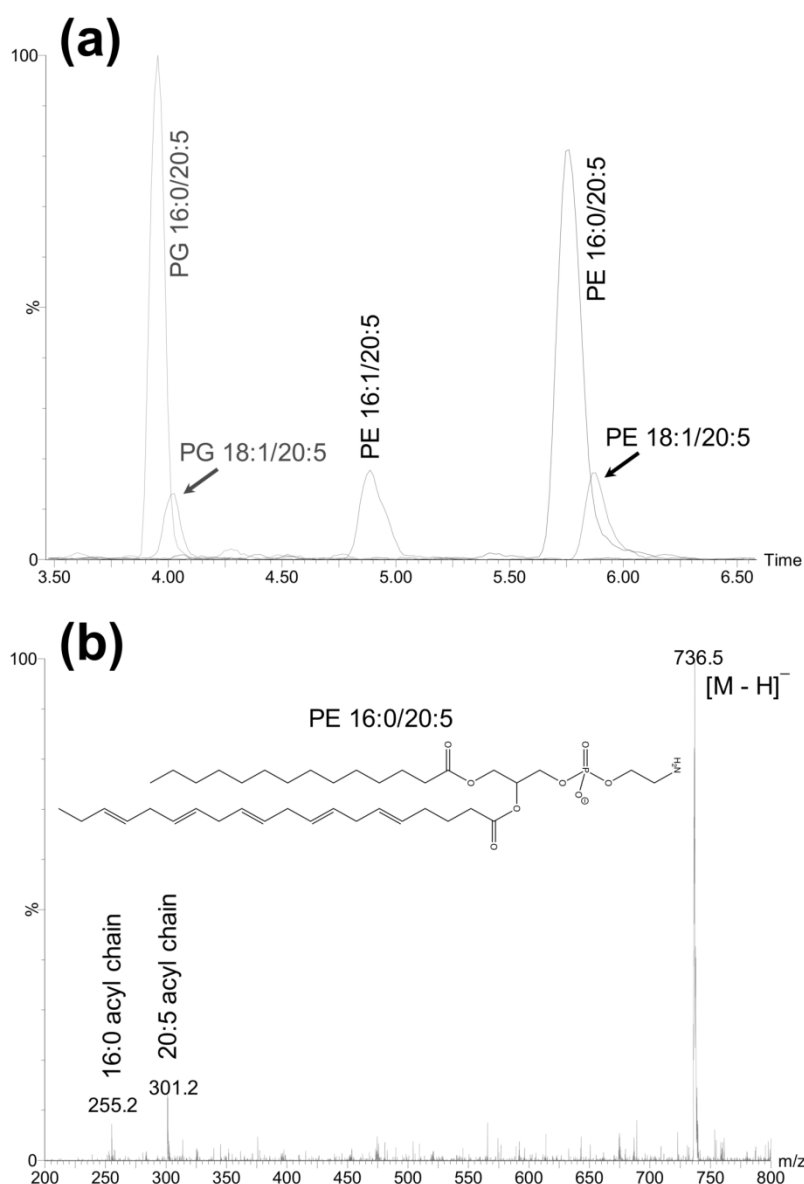 (a)
100
%
0
PG 16:0/20:5
PG 18:1/20:5
PE 16:1/20:5
PE 16:0/20:5
PE 18:1/20:5
3.50 4.00 4.50 5.00 5.50 6.00 6.50 Time
(b)
100
%
0
736.5
[M - H]⁻
PE 16:0/20:5
O
O
O
P
O
O
O
⊖
H₂N
O
O
16:0 acyl chain
255.2
20:5 acyl chain
301.2
200 250 300 350 400 450 500 550 600 650 700 750 800 m/z